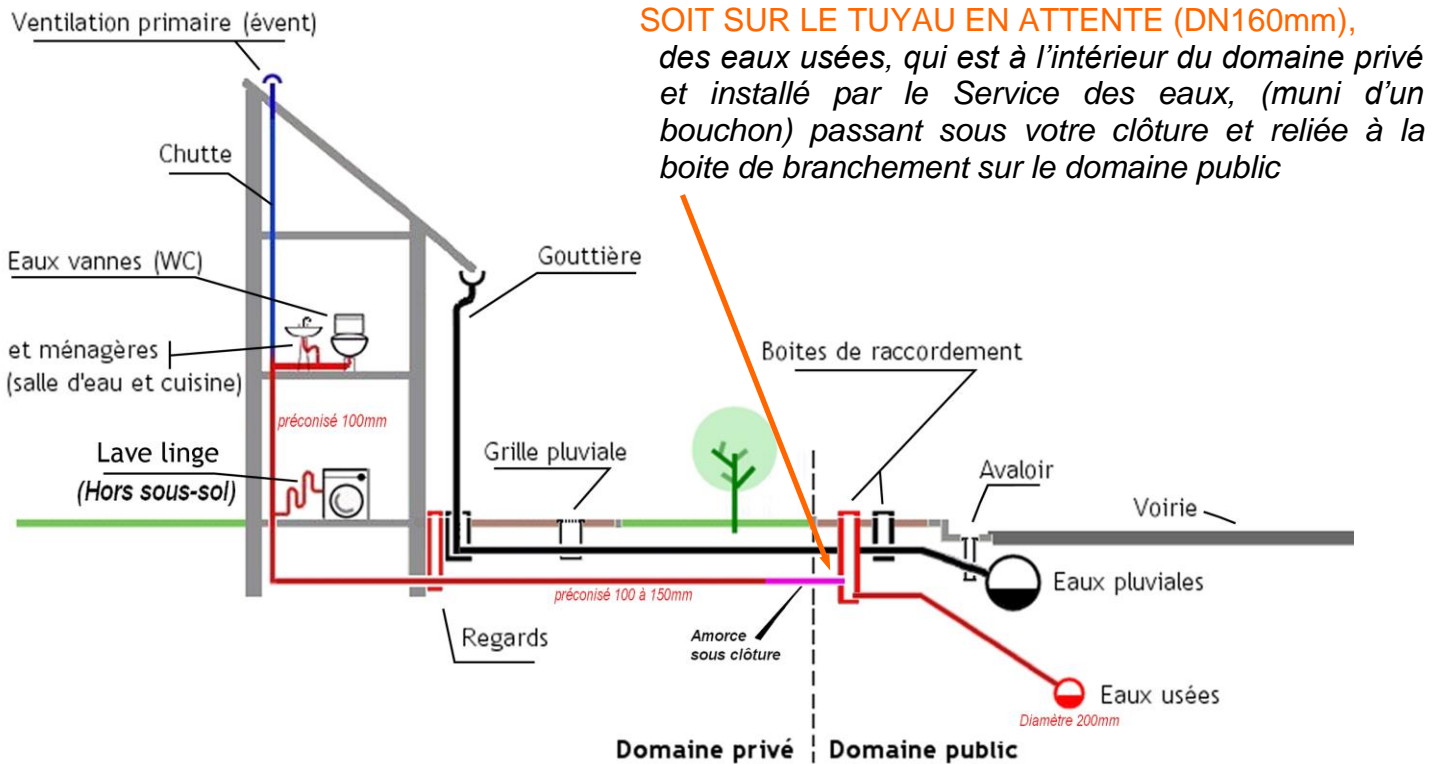 Ventilation primaire (évent)
SOIT SUR LE TUYAU EN ATTENTE (DN160mm),
des eaux usées, qui est à l’intérieur du domaine privé
et installé par le Service des eaux, (muni d’un
bouchon) passant sous votre clôture et reliée à la
boite de branchement sur le domaine public
Chutte
Eaux vannes (WC)
Gouttière
et ménagères
(salle d'eau et cuisine)
Boites de raccordement
préconisé 100mm
Lave linge
(Hors sous-sol)
Grille pluviale
Avaloir
Voirie
Eaux pluviales
préconisé 100 à 150mm
Regards
Amorce
sous clôture
Eaux usées
Diamètre 200mm
Domaine privé
Domaine public